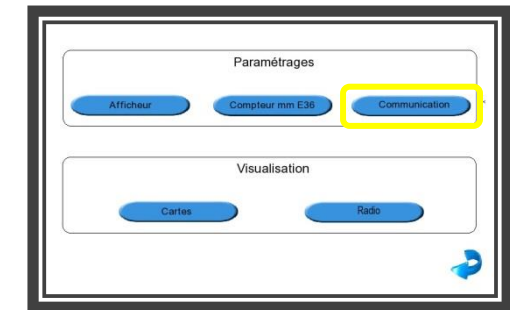 Paramétrages
Afficheur Compteur mm E36 Communication
Visualisation
Cartes Radio